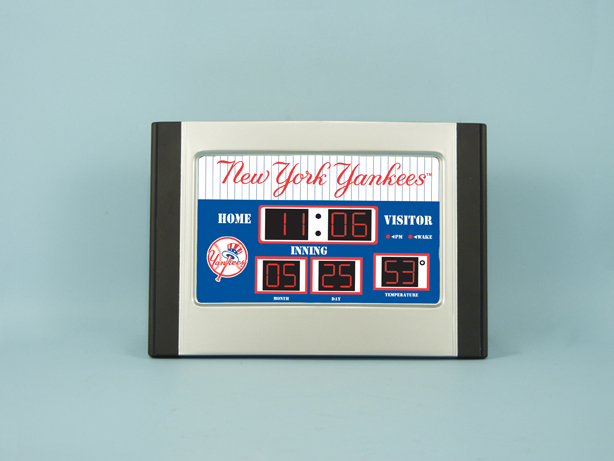 New York Yankees™
HOME 11:06 VISITOR
◄PM ◄WAKE
INNING
Yankees
05 25 53°
MONTH DAY TEMPERATURE